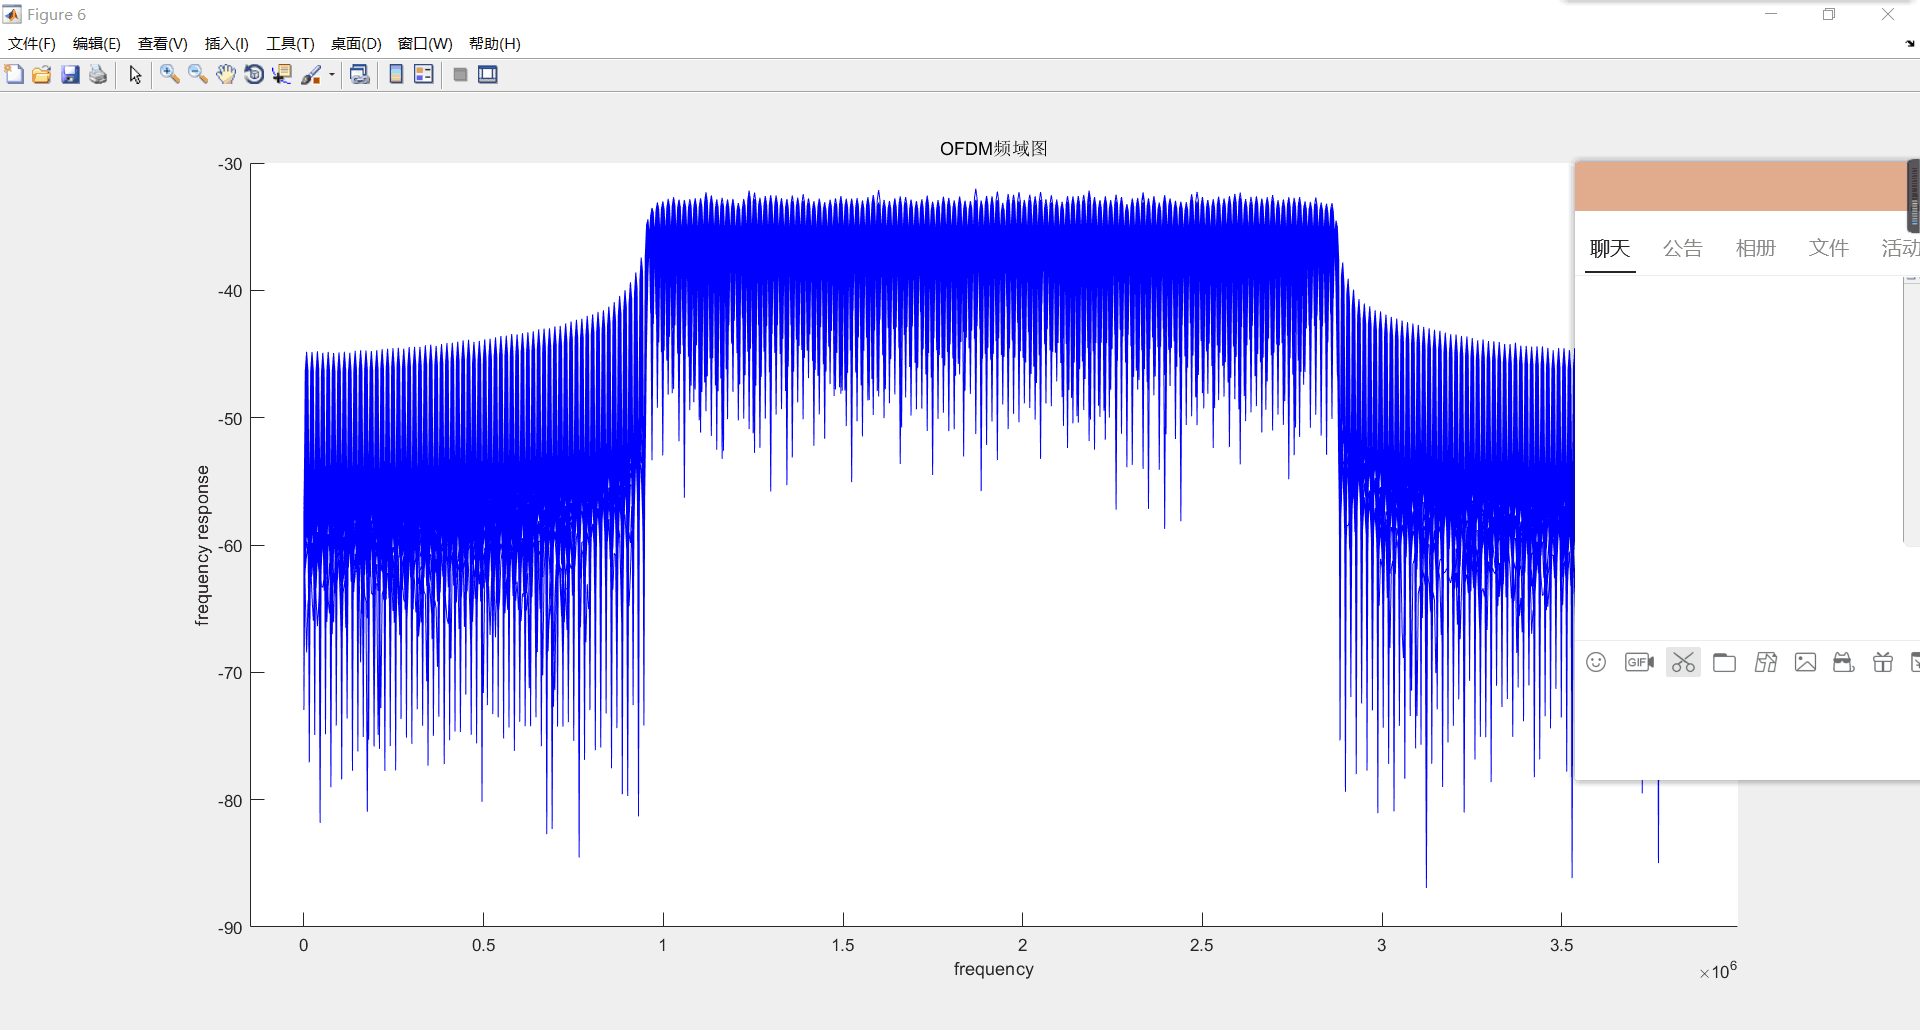 Figure 6
文件(F) 编辑(E) 查看(V) 插入(I) 工具(T) 桌面(D) 窗口(W) 帮助(H)
OFDM频域图
-30
-40
-50
-60
-70
-80
-90
frequency response
0 0.5 1 1.5 2 2.5 3 3.5
×10⁶
frequency
聊天 公告 相册 文件 活动
GIF